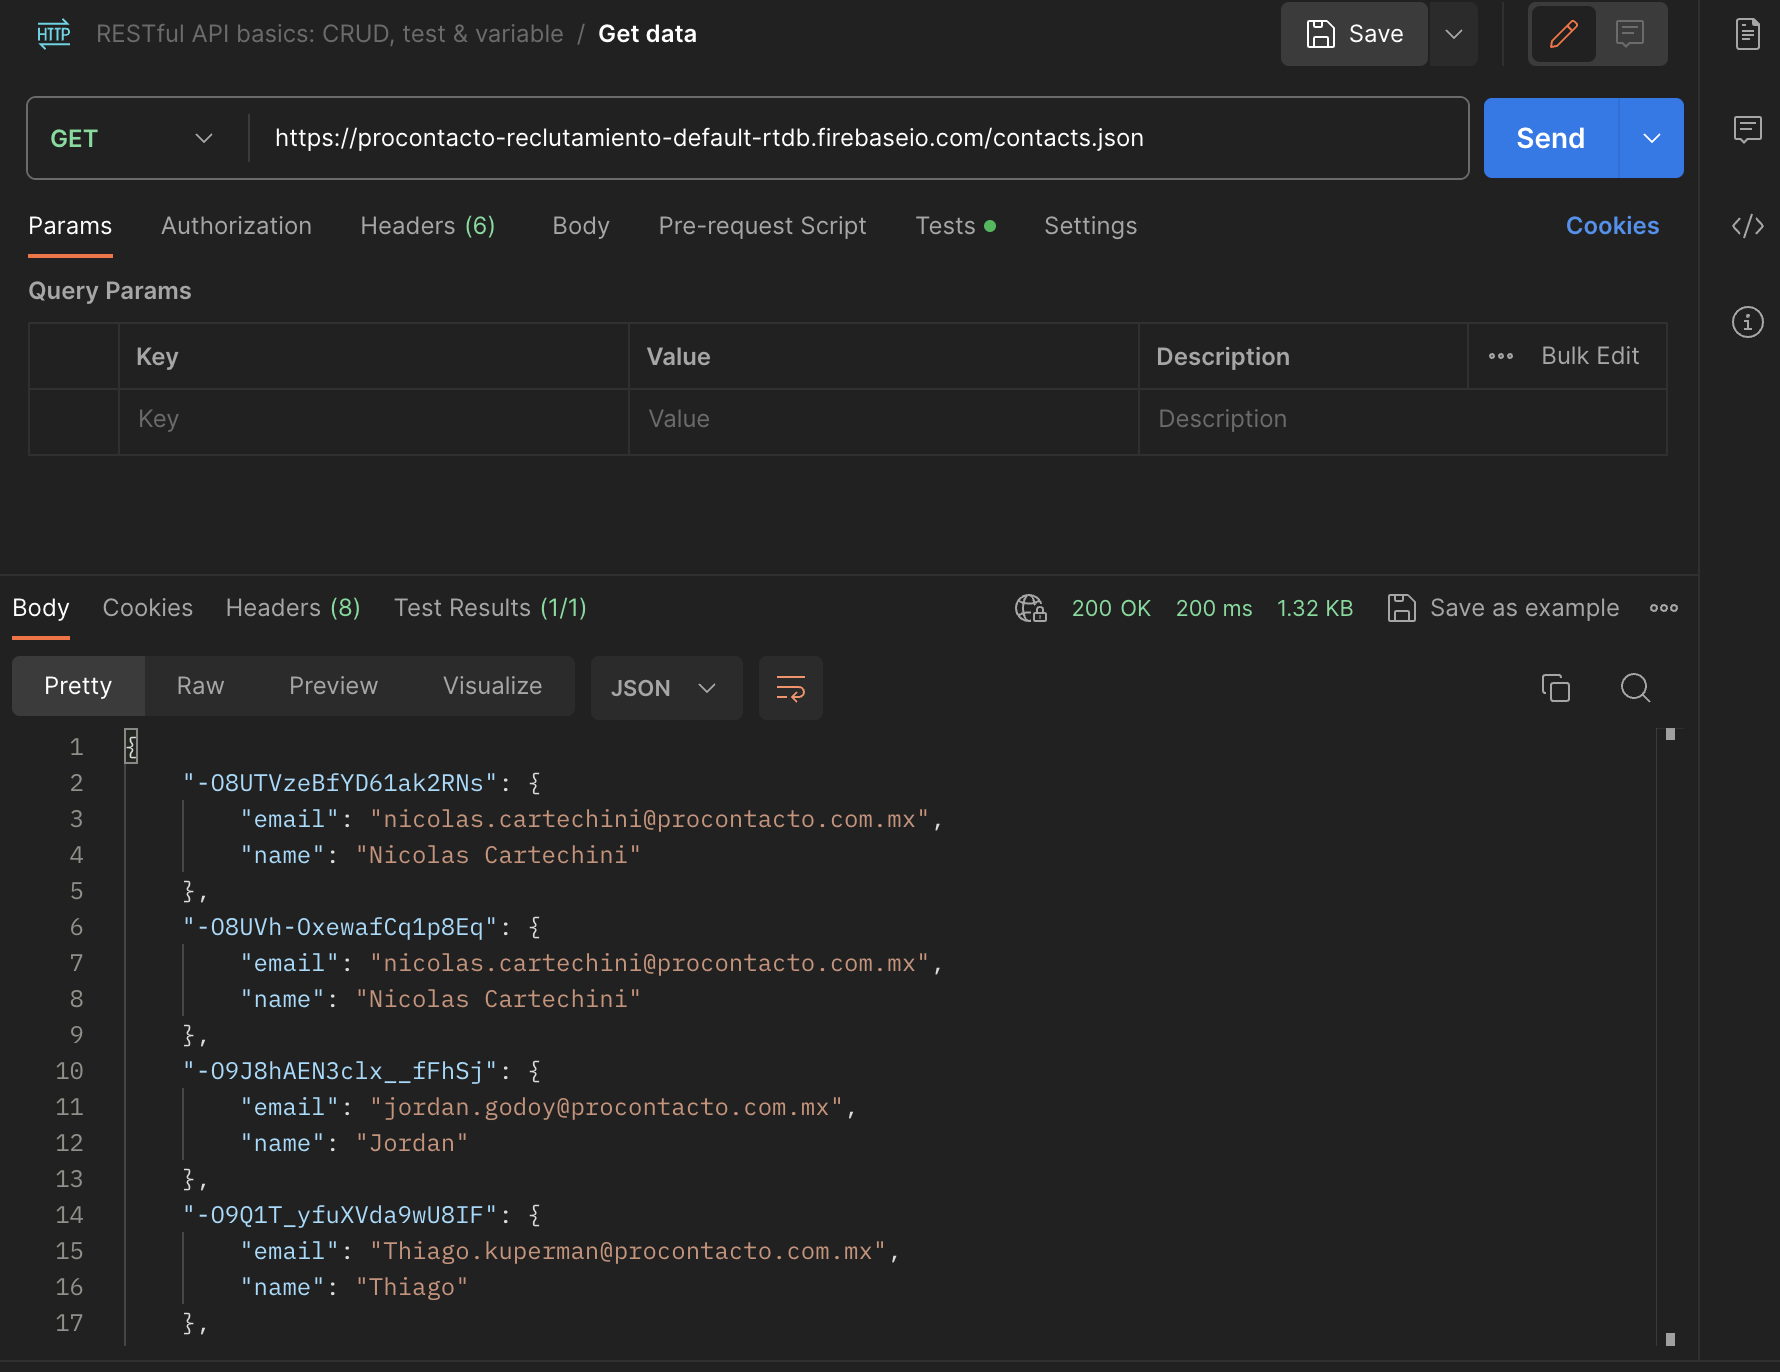 HTTP RESTful API basics: CRUD, test & variable / Get data Save
GET https://procontacto-reclutamiento-default-rtdb.firebaseio.com/contacts.json Send
Params Authorization Headers (6) Body Pre-request Script Tests Settings Cookies
Query Params
Key Value Description Bulk Edit
Key Value Description
Body Cookies Headers (8) Test Results (1/1) 200 OK 200 ms 1.32 KB Save as example
Pretty Raw Preview Visualize JSON
1 {
2 "-O8UTVzeBfYD61ak2RNs": {
3 "email": "nicolas.cartechini@procontacto.com.mx",
4 "name": "Nicolas Cartechini"
5 },
6 "-O8UVh-OxewafCq1p8Eq": {
7 "email": "nicolas.cartechini@procontacto.com.mx",
8 "name": "Nicolas Cartechini"
9 },
10 "-O9J8hAEN3clx__fFhSj": {
11 "email": "jordan.godoy@procontacto.com.mx",
12 "name": "Jordan"
13 },
14 "-O9Q1T_yfuXVda9wU8IF": {
15 "email": "Thiago.kuperman@procontacto.com.mx",
16 "name": "Thiago"
17 },